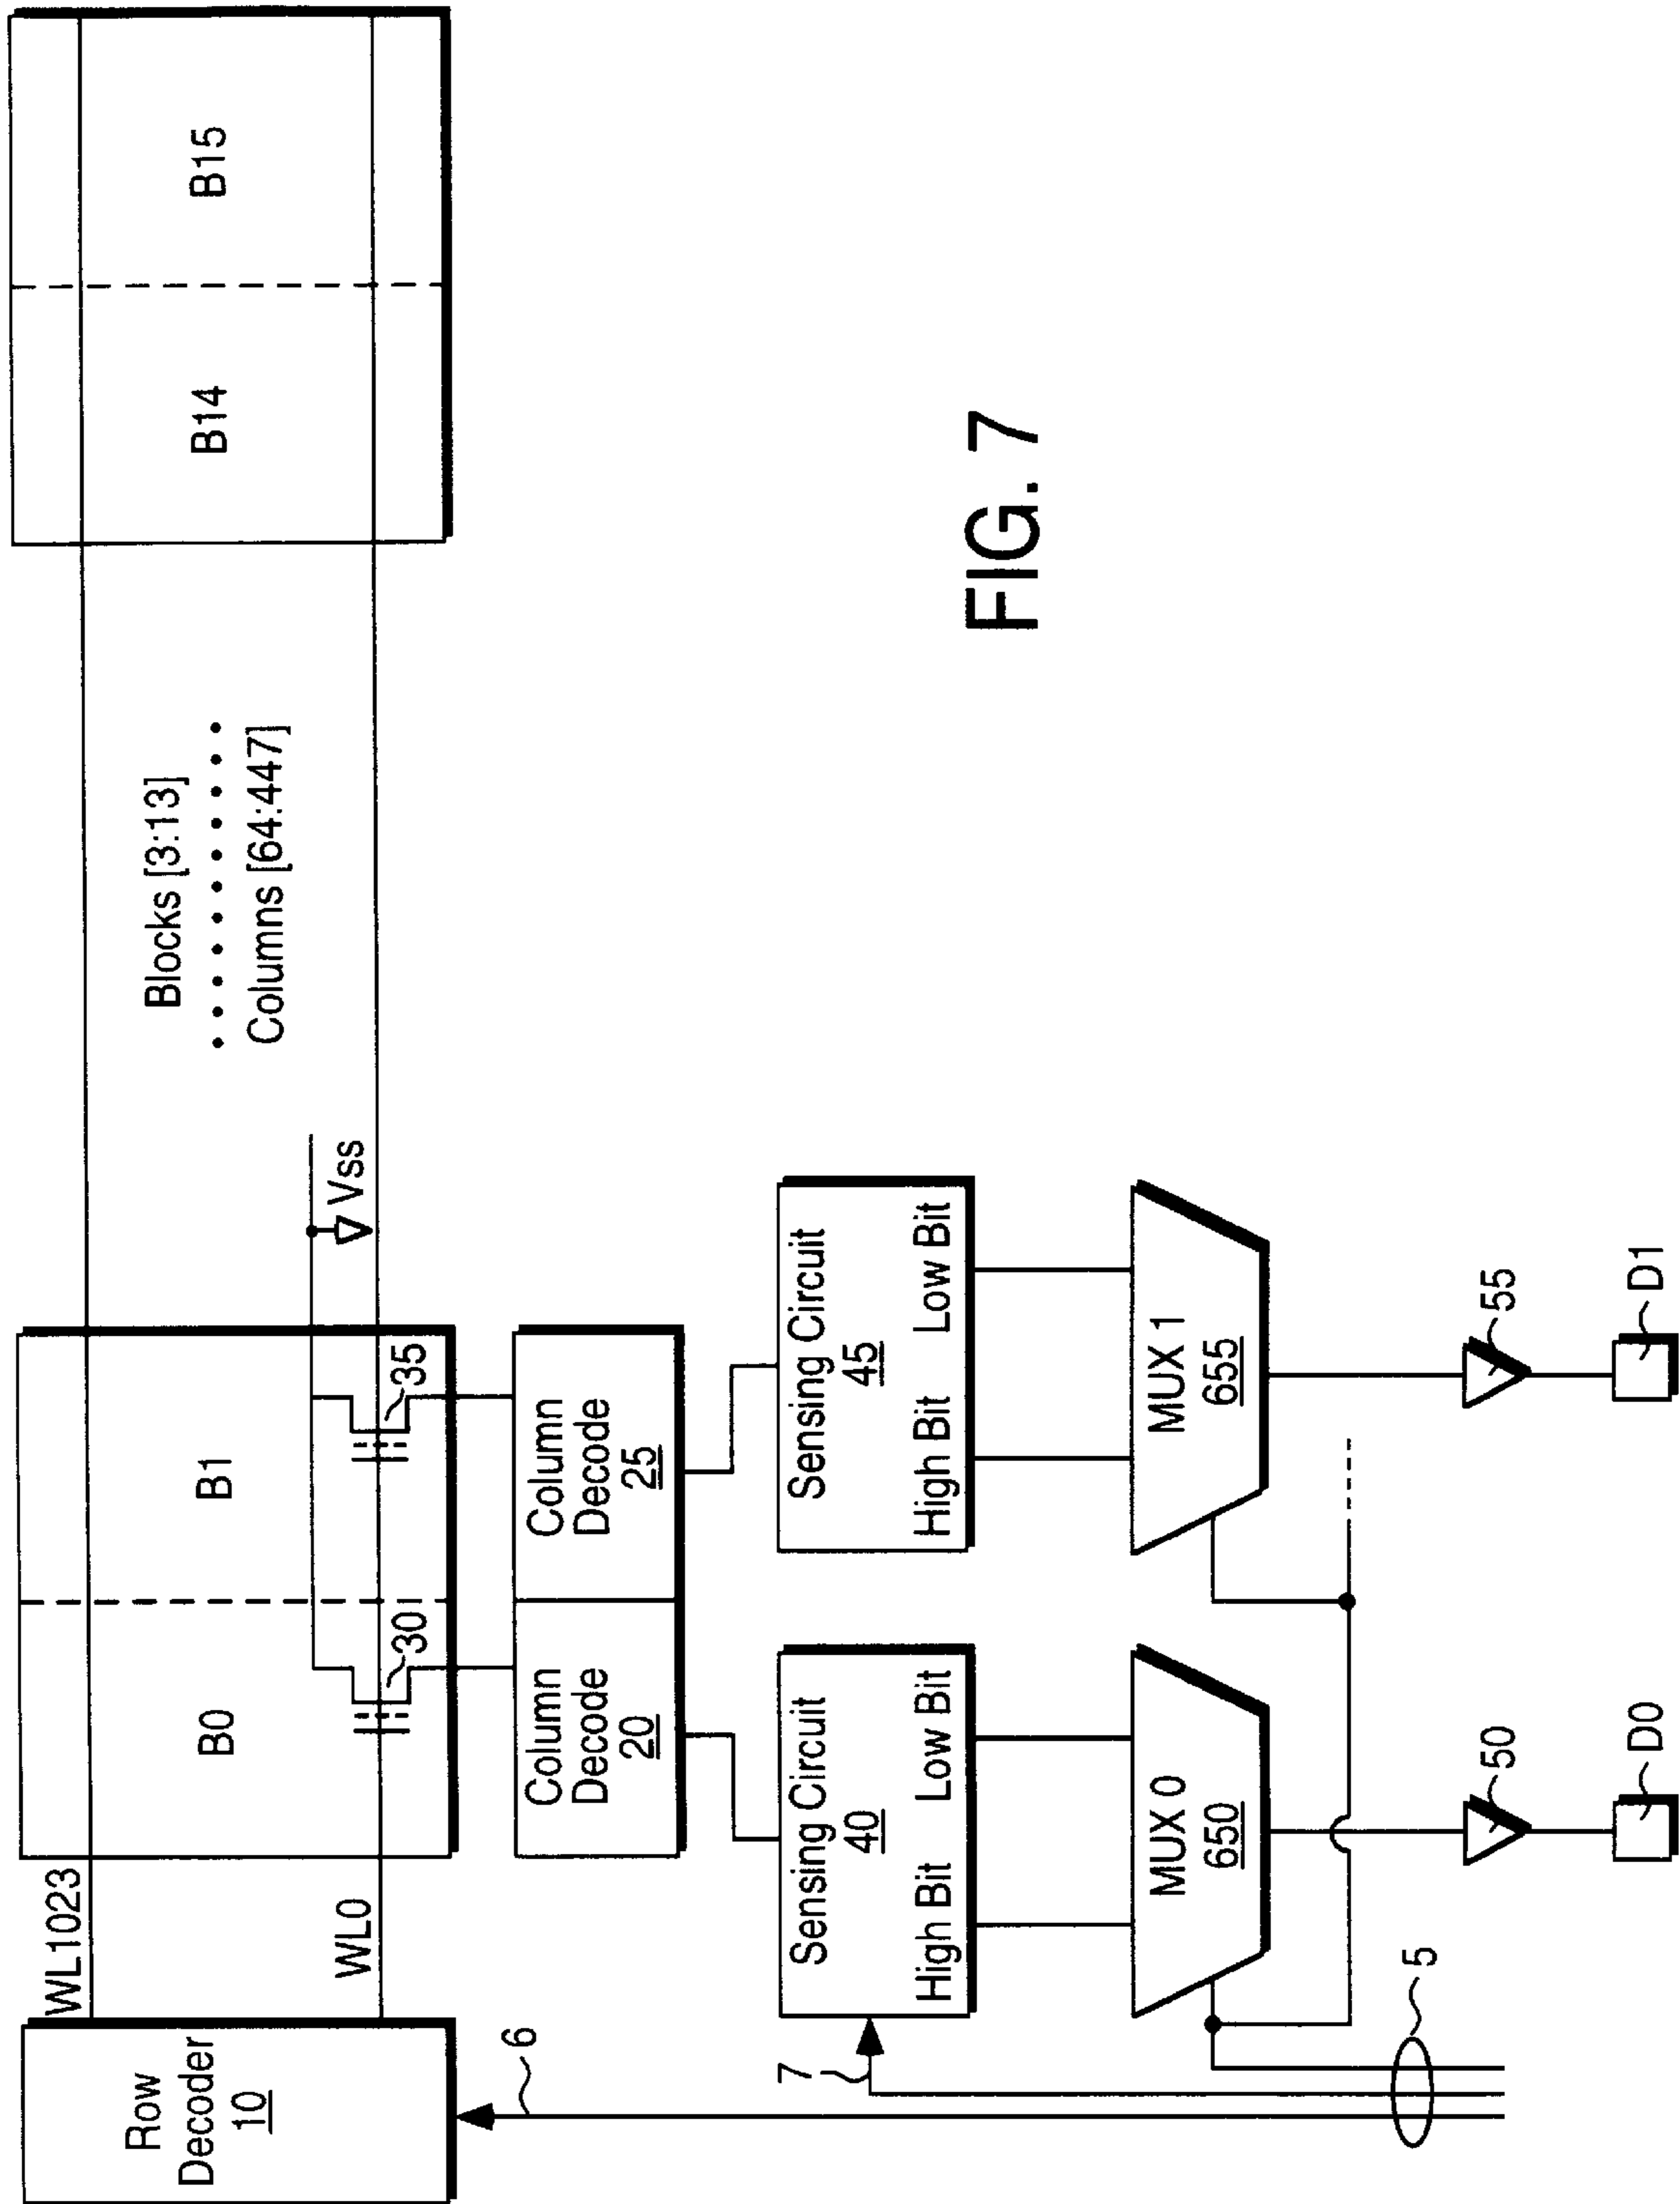 Row
Decoder
10
WL1023
WL0
B0
B1
30
35
Vss
Blocks [3:13]
Columns [64:447]
B14
B15
Column
Decode
20
Column
Decode
25
Sensing Circuit
40
High Bit
Low Bit
Sensing Circuit
45
High Bit
Low Bit
MUX 0
650
MUX 1
655
6
7
5
50
55
D0
D1
FIG. 7